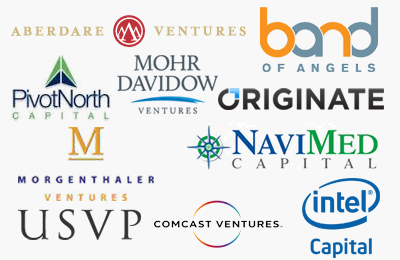 ABERDARE VENTURES
band
OF ANGELS
MOHR
DAVIDOW
VENTURES
PivotNorth
CAPITAL
ORIGINATE
M
MORGENTHALER
VENTURES
NAVIMED
CAPITAL
USVP
COMCAST VENTURES
intel
Capital